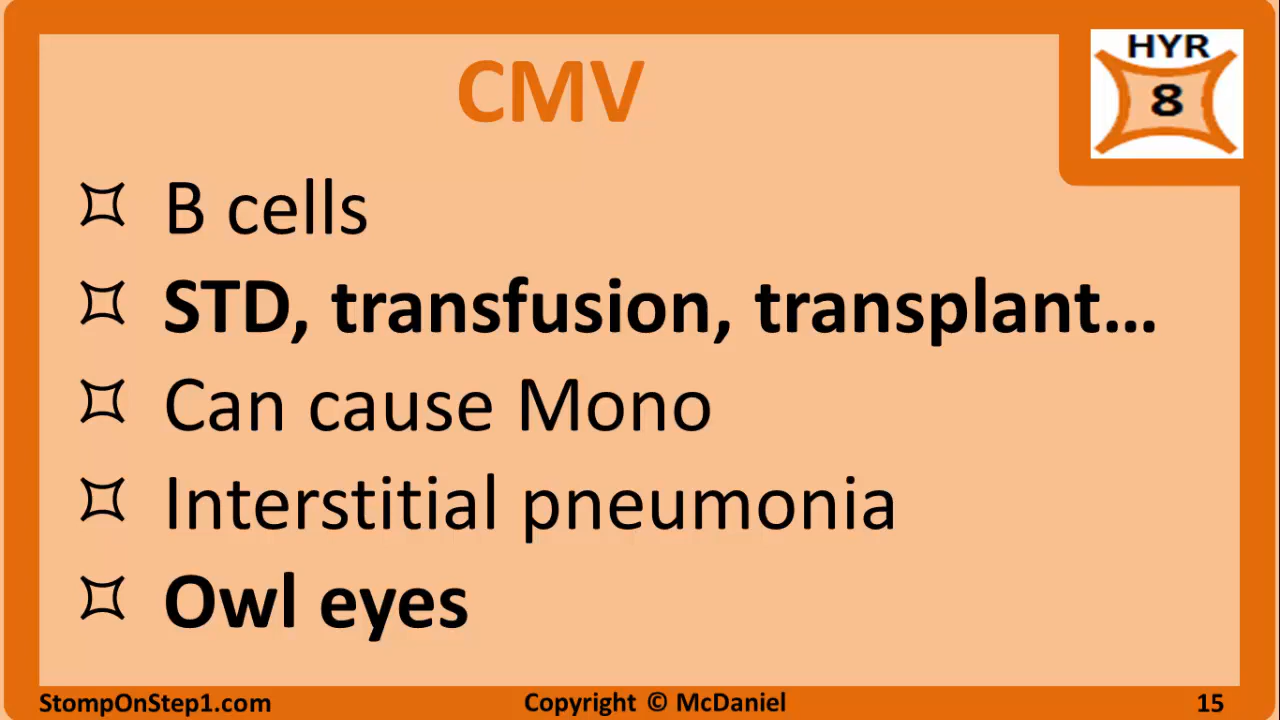 CMV
HYR
8
B cells
STD, transfusion, transplant…
Can cause Mono
Interstitial pneumonia
Owl eyes
StompOnStep1.com
Copyright © McDaniel
15